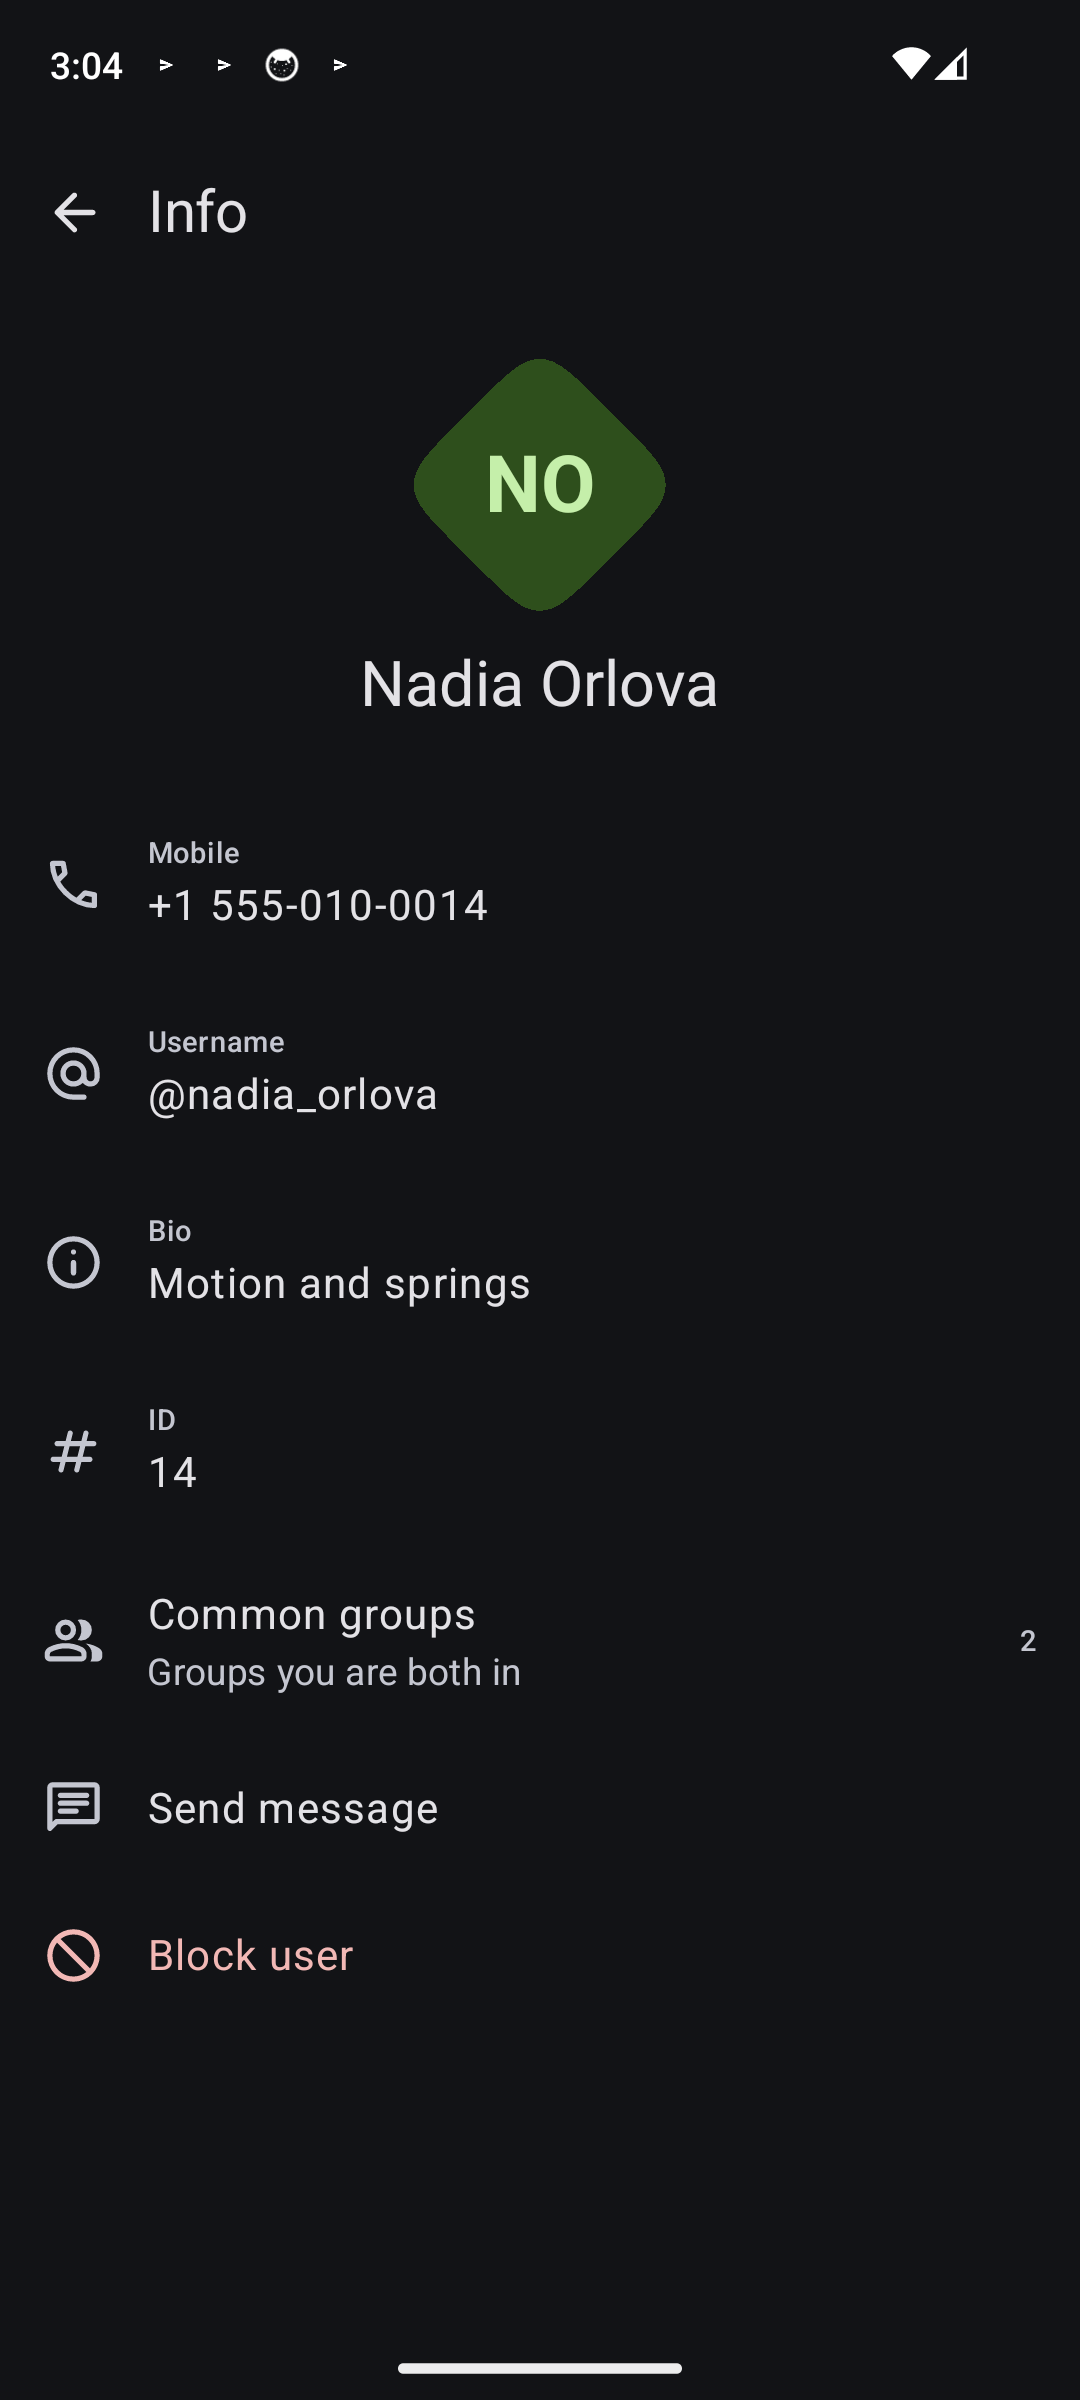 3:04
Info
NO
Nadia Orlova
Mobile
+1 555-010-0014
Username
@nadia_orlova
Bio
Motion and springs
ID
14
Common groups
Groups you are both in
2
Send message
Block user